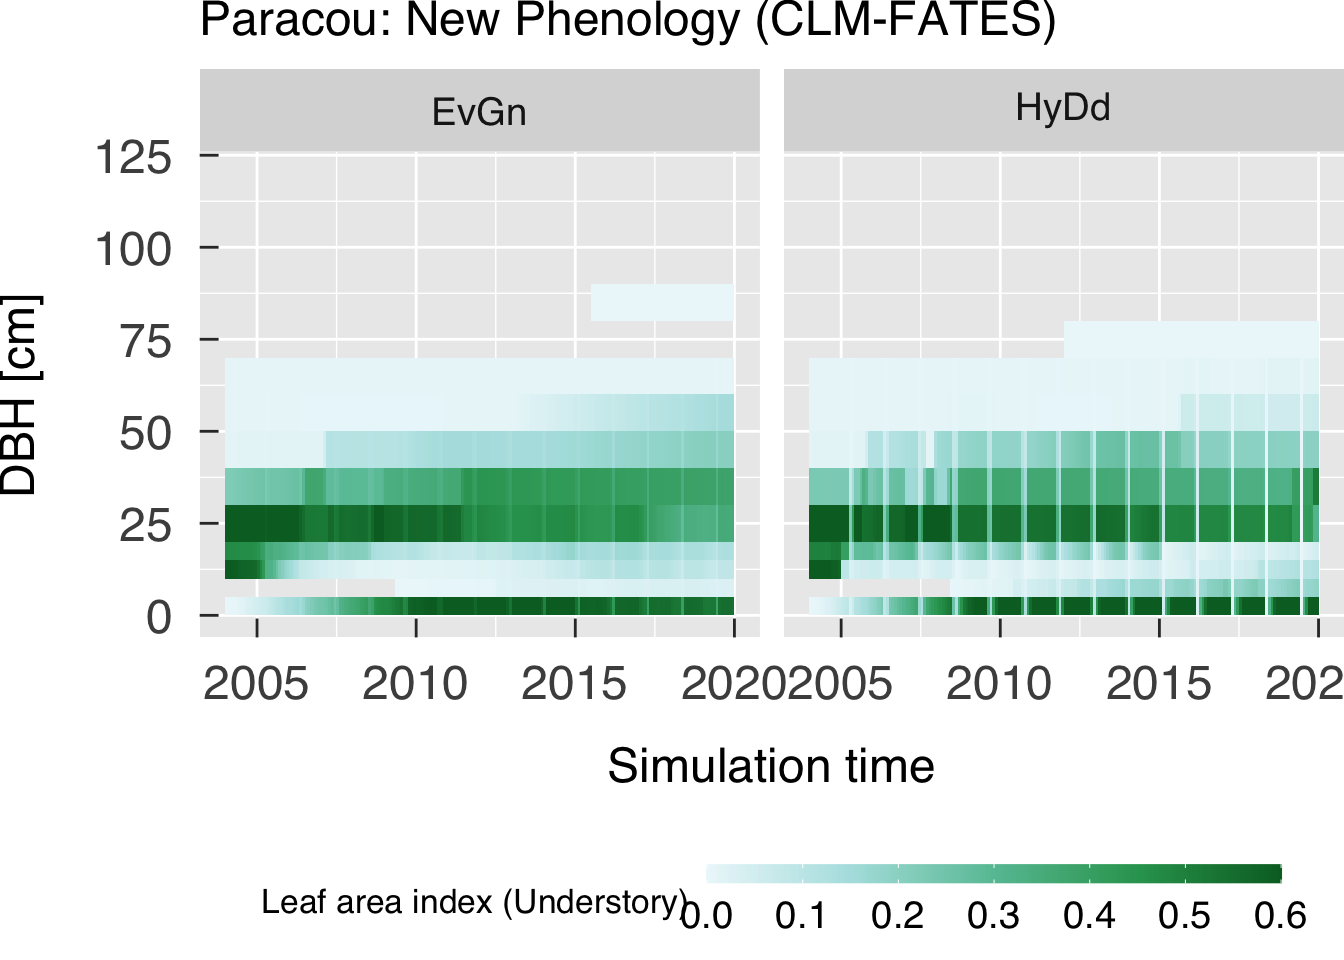 Paracou: New Phenology (CLM-FATES)
EvGn HyDd
125
100
75
50
25
0
DBH [cm]
2005 2010 2015 2020 2005 2010 2015 202
Simulation time
Leaf area index (Understory)
0.0 0.1 0.2 0.3 0.4 0.5 0.6